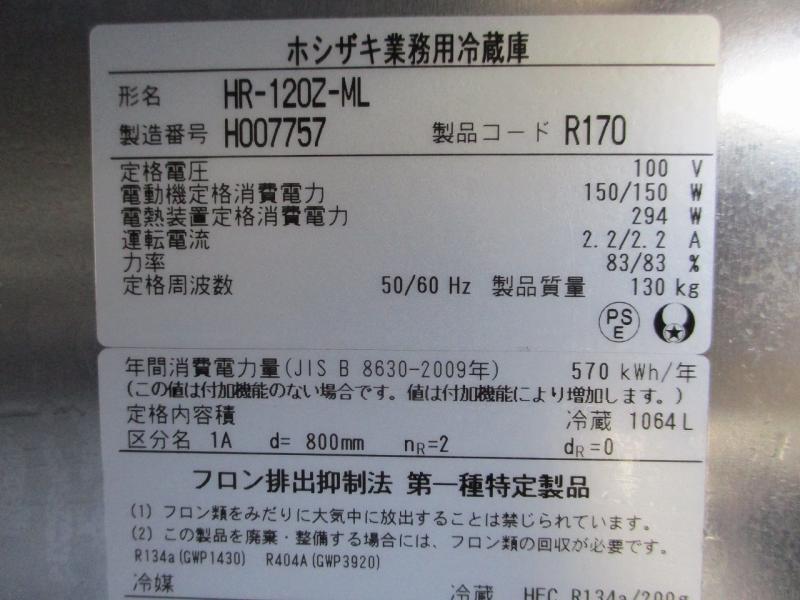 ホシザキ業務用冷蔵庫
形名 HR-120Z-ML
製造番号 H007757 製品コード R170
定格電圧 100 V
電動機定格消費電力 150/150 W
電熱装置定格消費電力 294 W
運転電流 2.2/2.2 A
力率 83/83 %
定格周波数 50/60 Hz 製品質量 130 kg
PS
E
年間消費電力量(JIS B 8630-2009年) 570 kWh/年
(この値は付加機能のない場合です。値は付加機能により増加します。)
定格内容積 冷蔵 1064L
区分名 1A d= 800mm nR=2 dR=0
フロン排出抑制法 第一種特定製品
(1) フロン類をみだりに大気中に放出することは禁じられています。
(2) この製品を廃棄・整備する場合には、フロン類の回収が必要です。
R134a(GWP1430) R404A(GWP3920)
冷媒
冷蔵 HFC R134a/200g